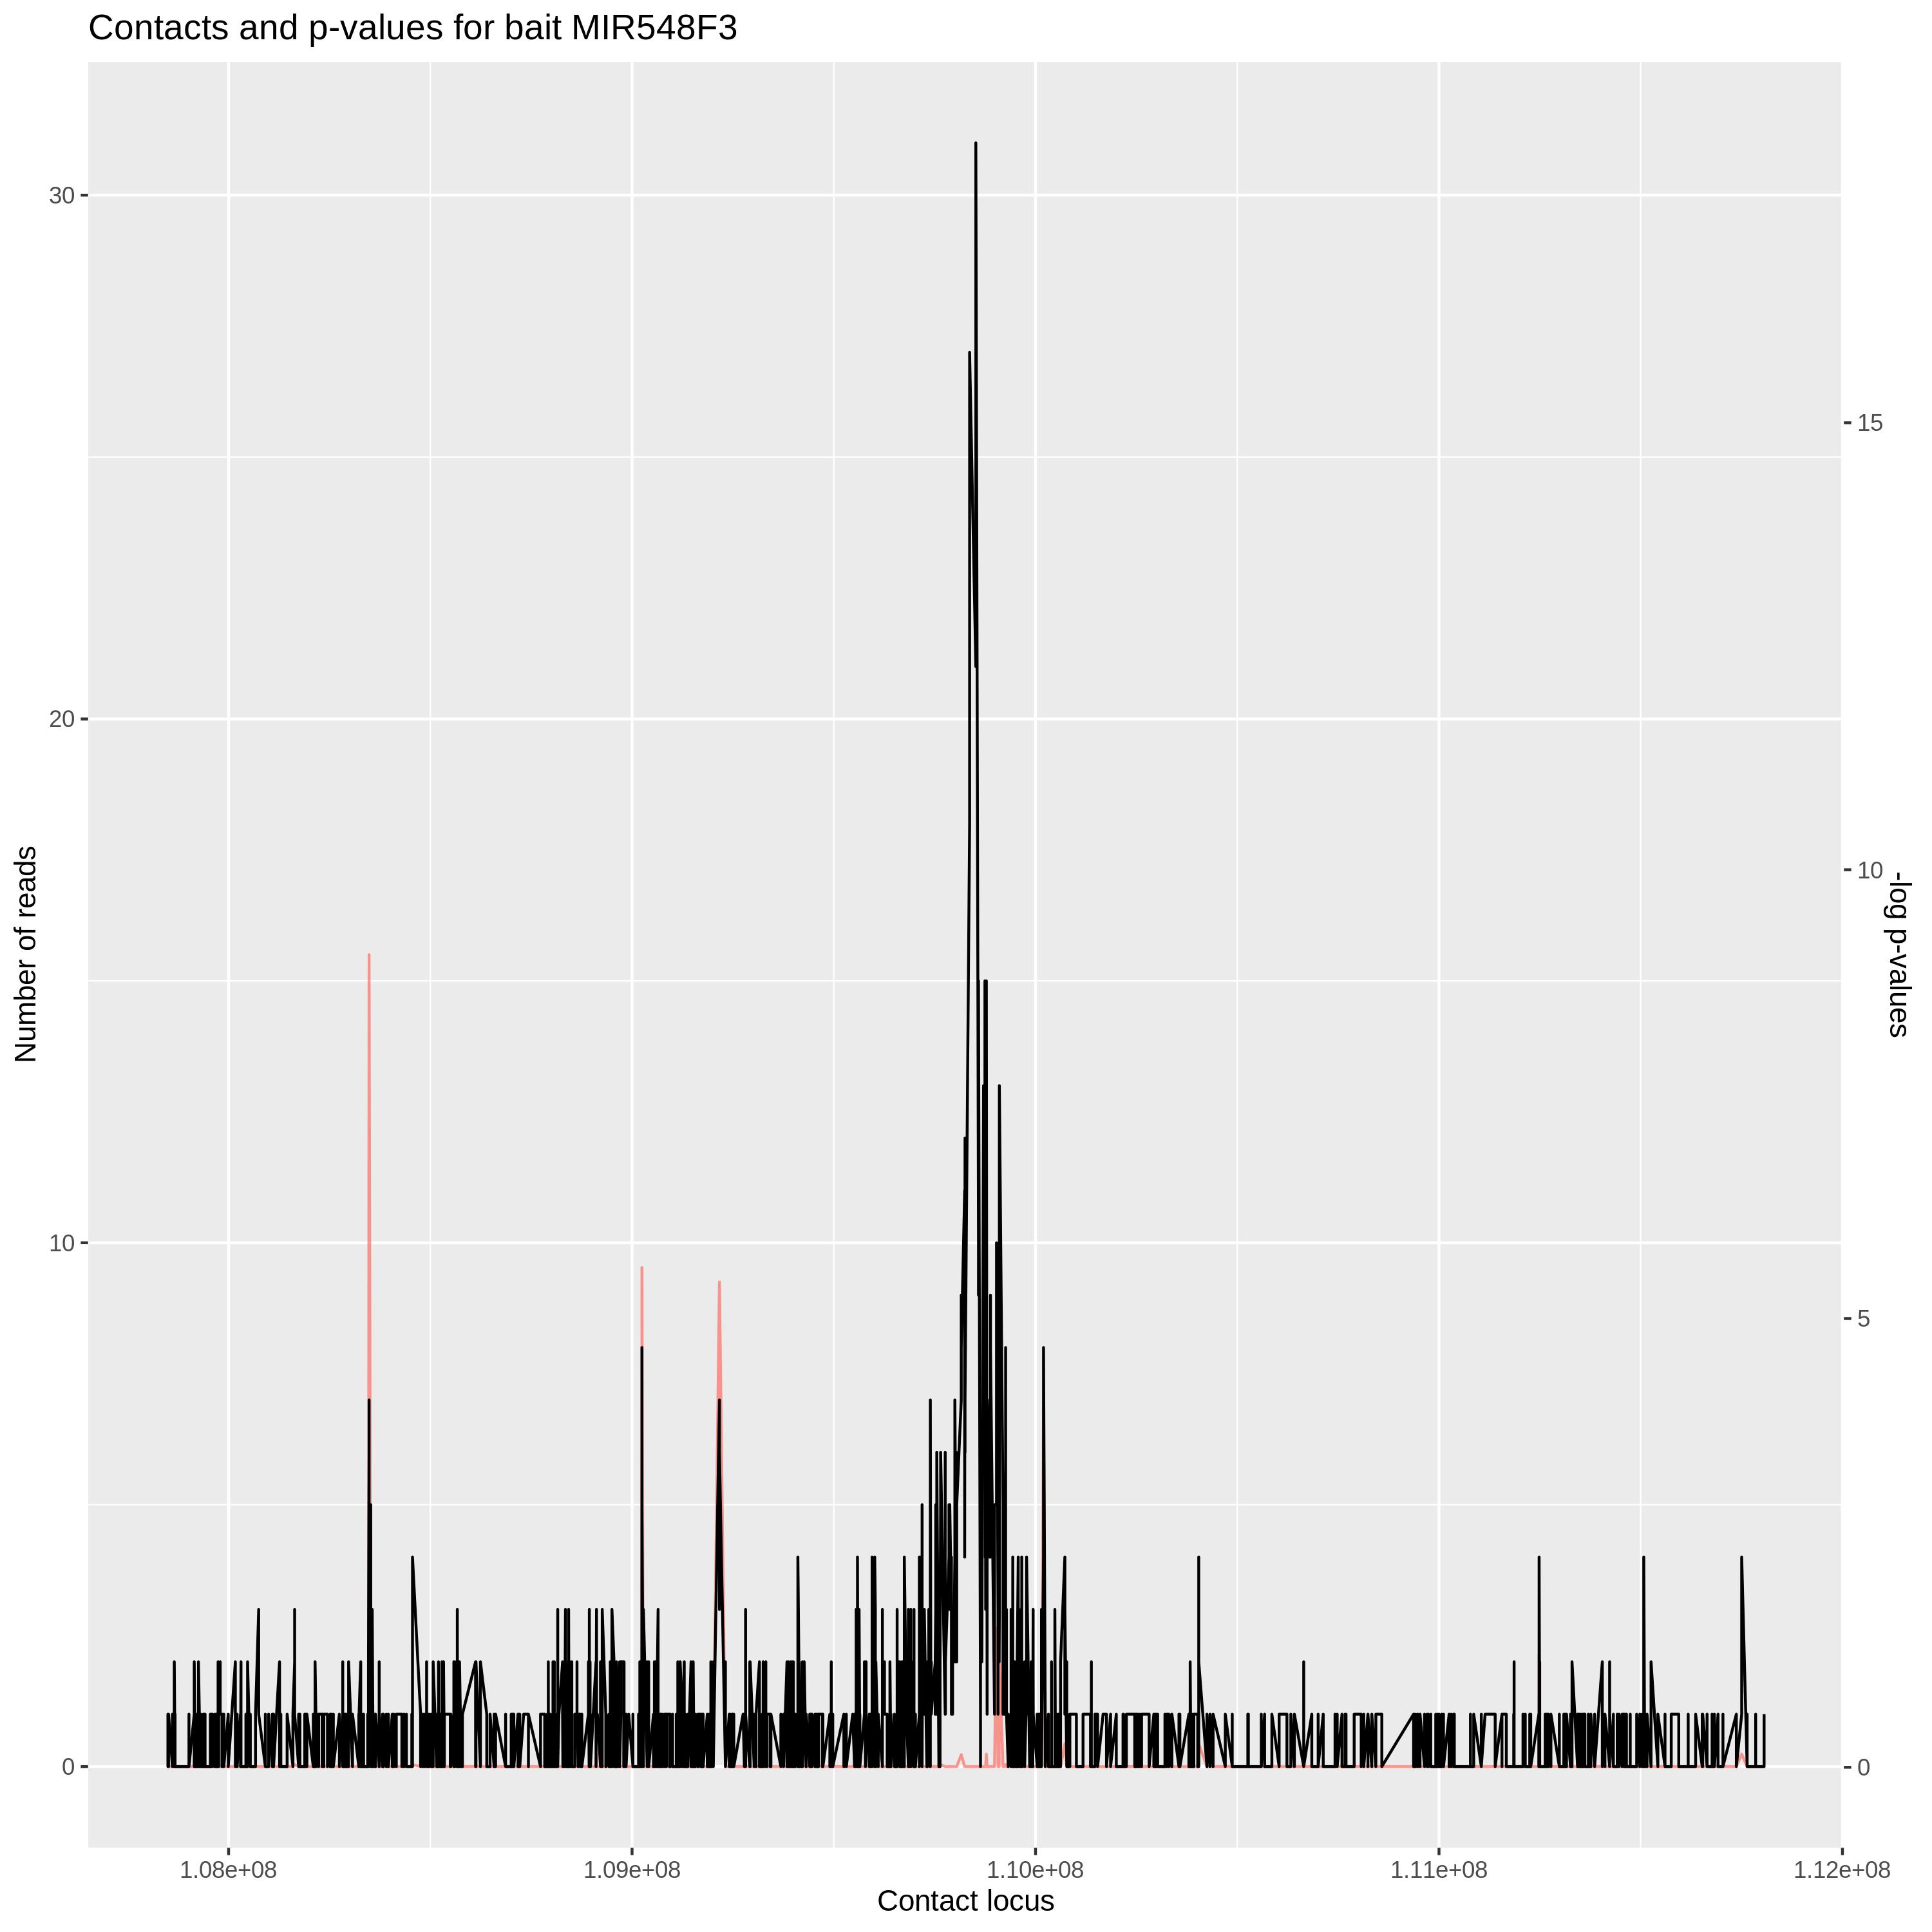 Contacts and p-values for bait MIR548F3
30
20
10
0
15
10
5
0
Number of reads
-log p-values
1.08e+08 1.09e+08 1.10e+08 1.11e+08 1.12e+08
Contact locus